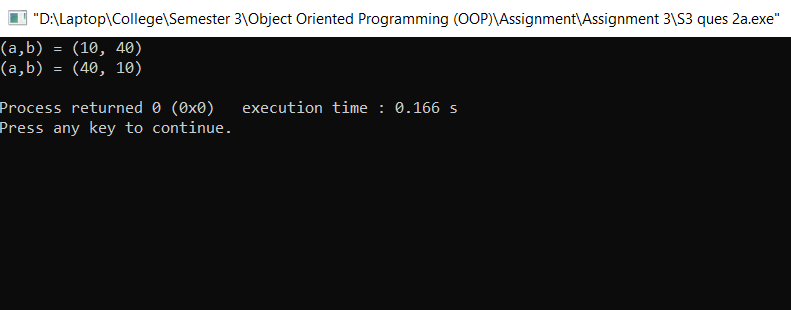 "D:\Laptop\College\Semester 3\Object Oriented Programming (OOP)\Assignment\Assignment 3\S3 ques 2a.exe"
(a,b) = (10, 40)
(a,b) = (40, 10)
Process returned 0 (0x0)   execution time : 0.166 s
Press any key to continue.